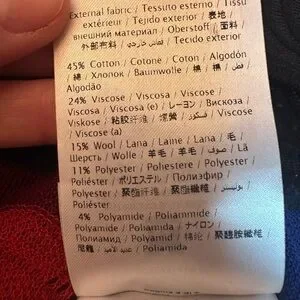 External fabric / Tessuto esterno / Tissu
extérieur / Tejido exterior / 表地 /
внешний материал / Oberstoff / 面料 /
外部布料 / قماش خارجي / Tecido exterior
45% Cotton / Cotone / Coton / Algodón
/ 綿 / Хлопок / Baumwolle / 棉 / 棉 / قطن /
Algodão
24% Viscose / Viscosa / Viscose /
Viscosa / Viscosa (e) / レーヨン / Вискоза /
Viskose / 粘胶纤维 / فسكوز /
Viscose (a)
15% Wool / Lana / Laine / Lana / 毛 /
Шерсть / Wolle / 羊毛 / 羊毛 / صوف / Lã
11% Polyester / Poliestere / Polyester /
Poliéster / ポリエステル / Полиэфир /
Polyester / 聚酯纤维 / 聚酯纖維 / بوليستر /
Poliéster
4% Polyamide / Poliammide /
Polyamide / Poliamida / ナイロン /
Полиамид / Polyamid / 锦纶 / 聚醯胺纖維 /
Poliamida